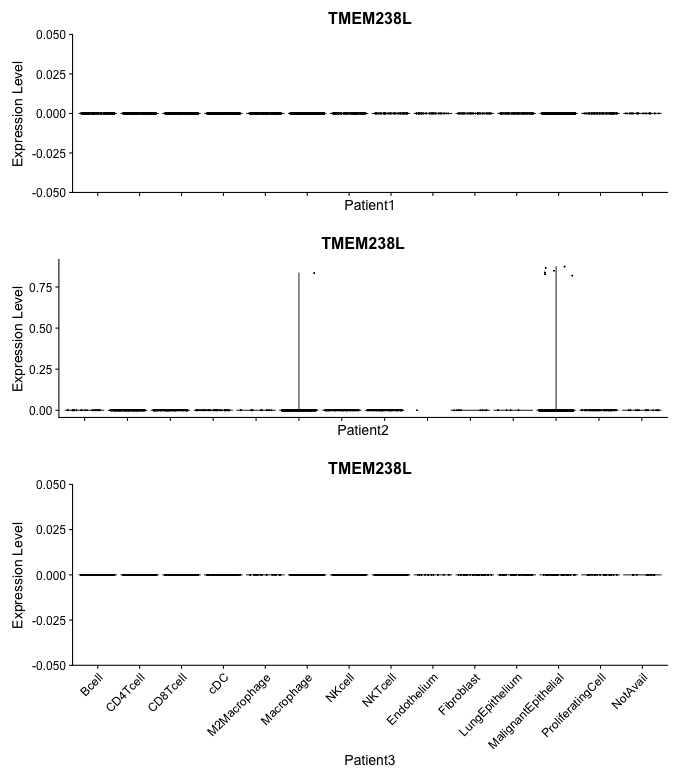 TMEM238L
Expression Level
0.050
0.025
0.000
-0.025
-0.050
Patient1
TMEM238L
Expression Level
0.75
0.50
0.25
0.00
Patient2
TMEM238L
Expression Level
0.050
0.025
0.000
-0.025
-0.050
Bcell
CD4Tcell
CD8Tcell
cDC
M2Macrophage
Macrophage
NKcell
NKTcell
Endothelium
Fibroblast
LungEpithelium
MalignantEpithelial
ProliferatingCell
NotAvail
Patient3